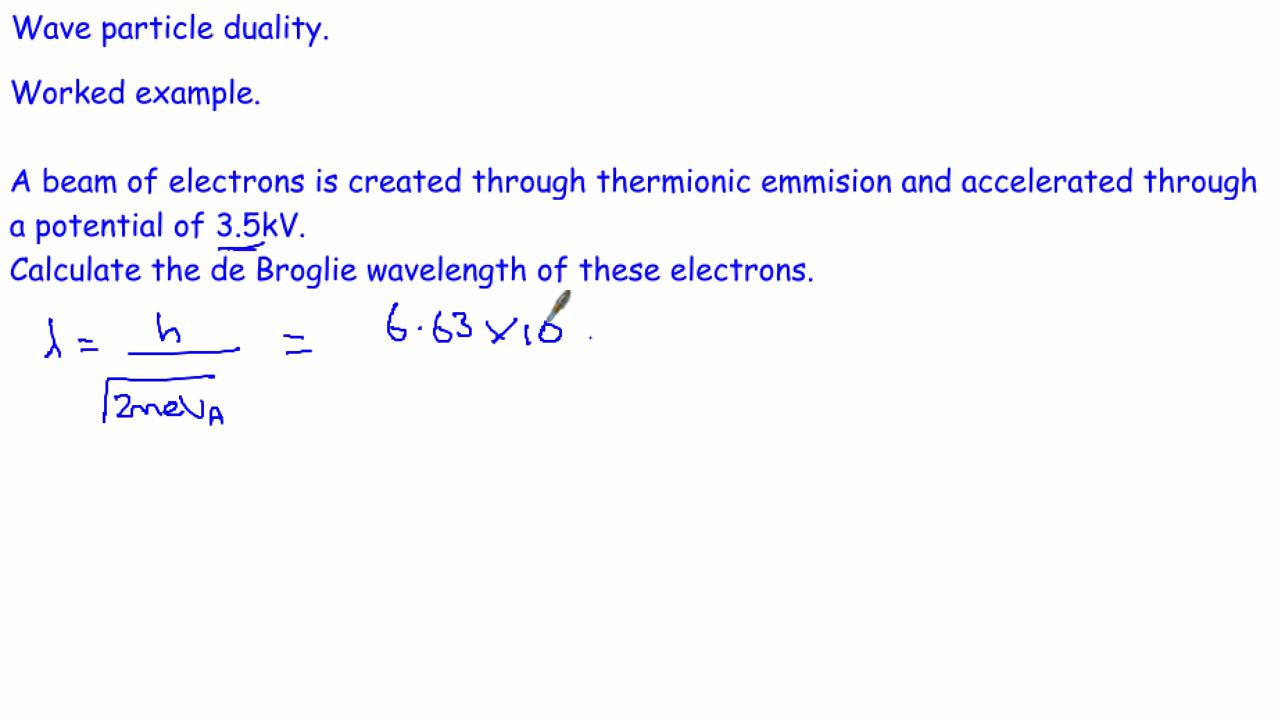 Wave particle duality.
Worked example.
A beam of electrons is created through thermionic emmision and accelerated through
a potential of 3.5kV.
Calculate the de Broglie wavelength of these electrons.
λ = h / √2meV_A = 6.63 × 10